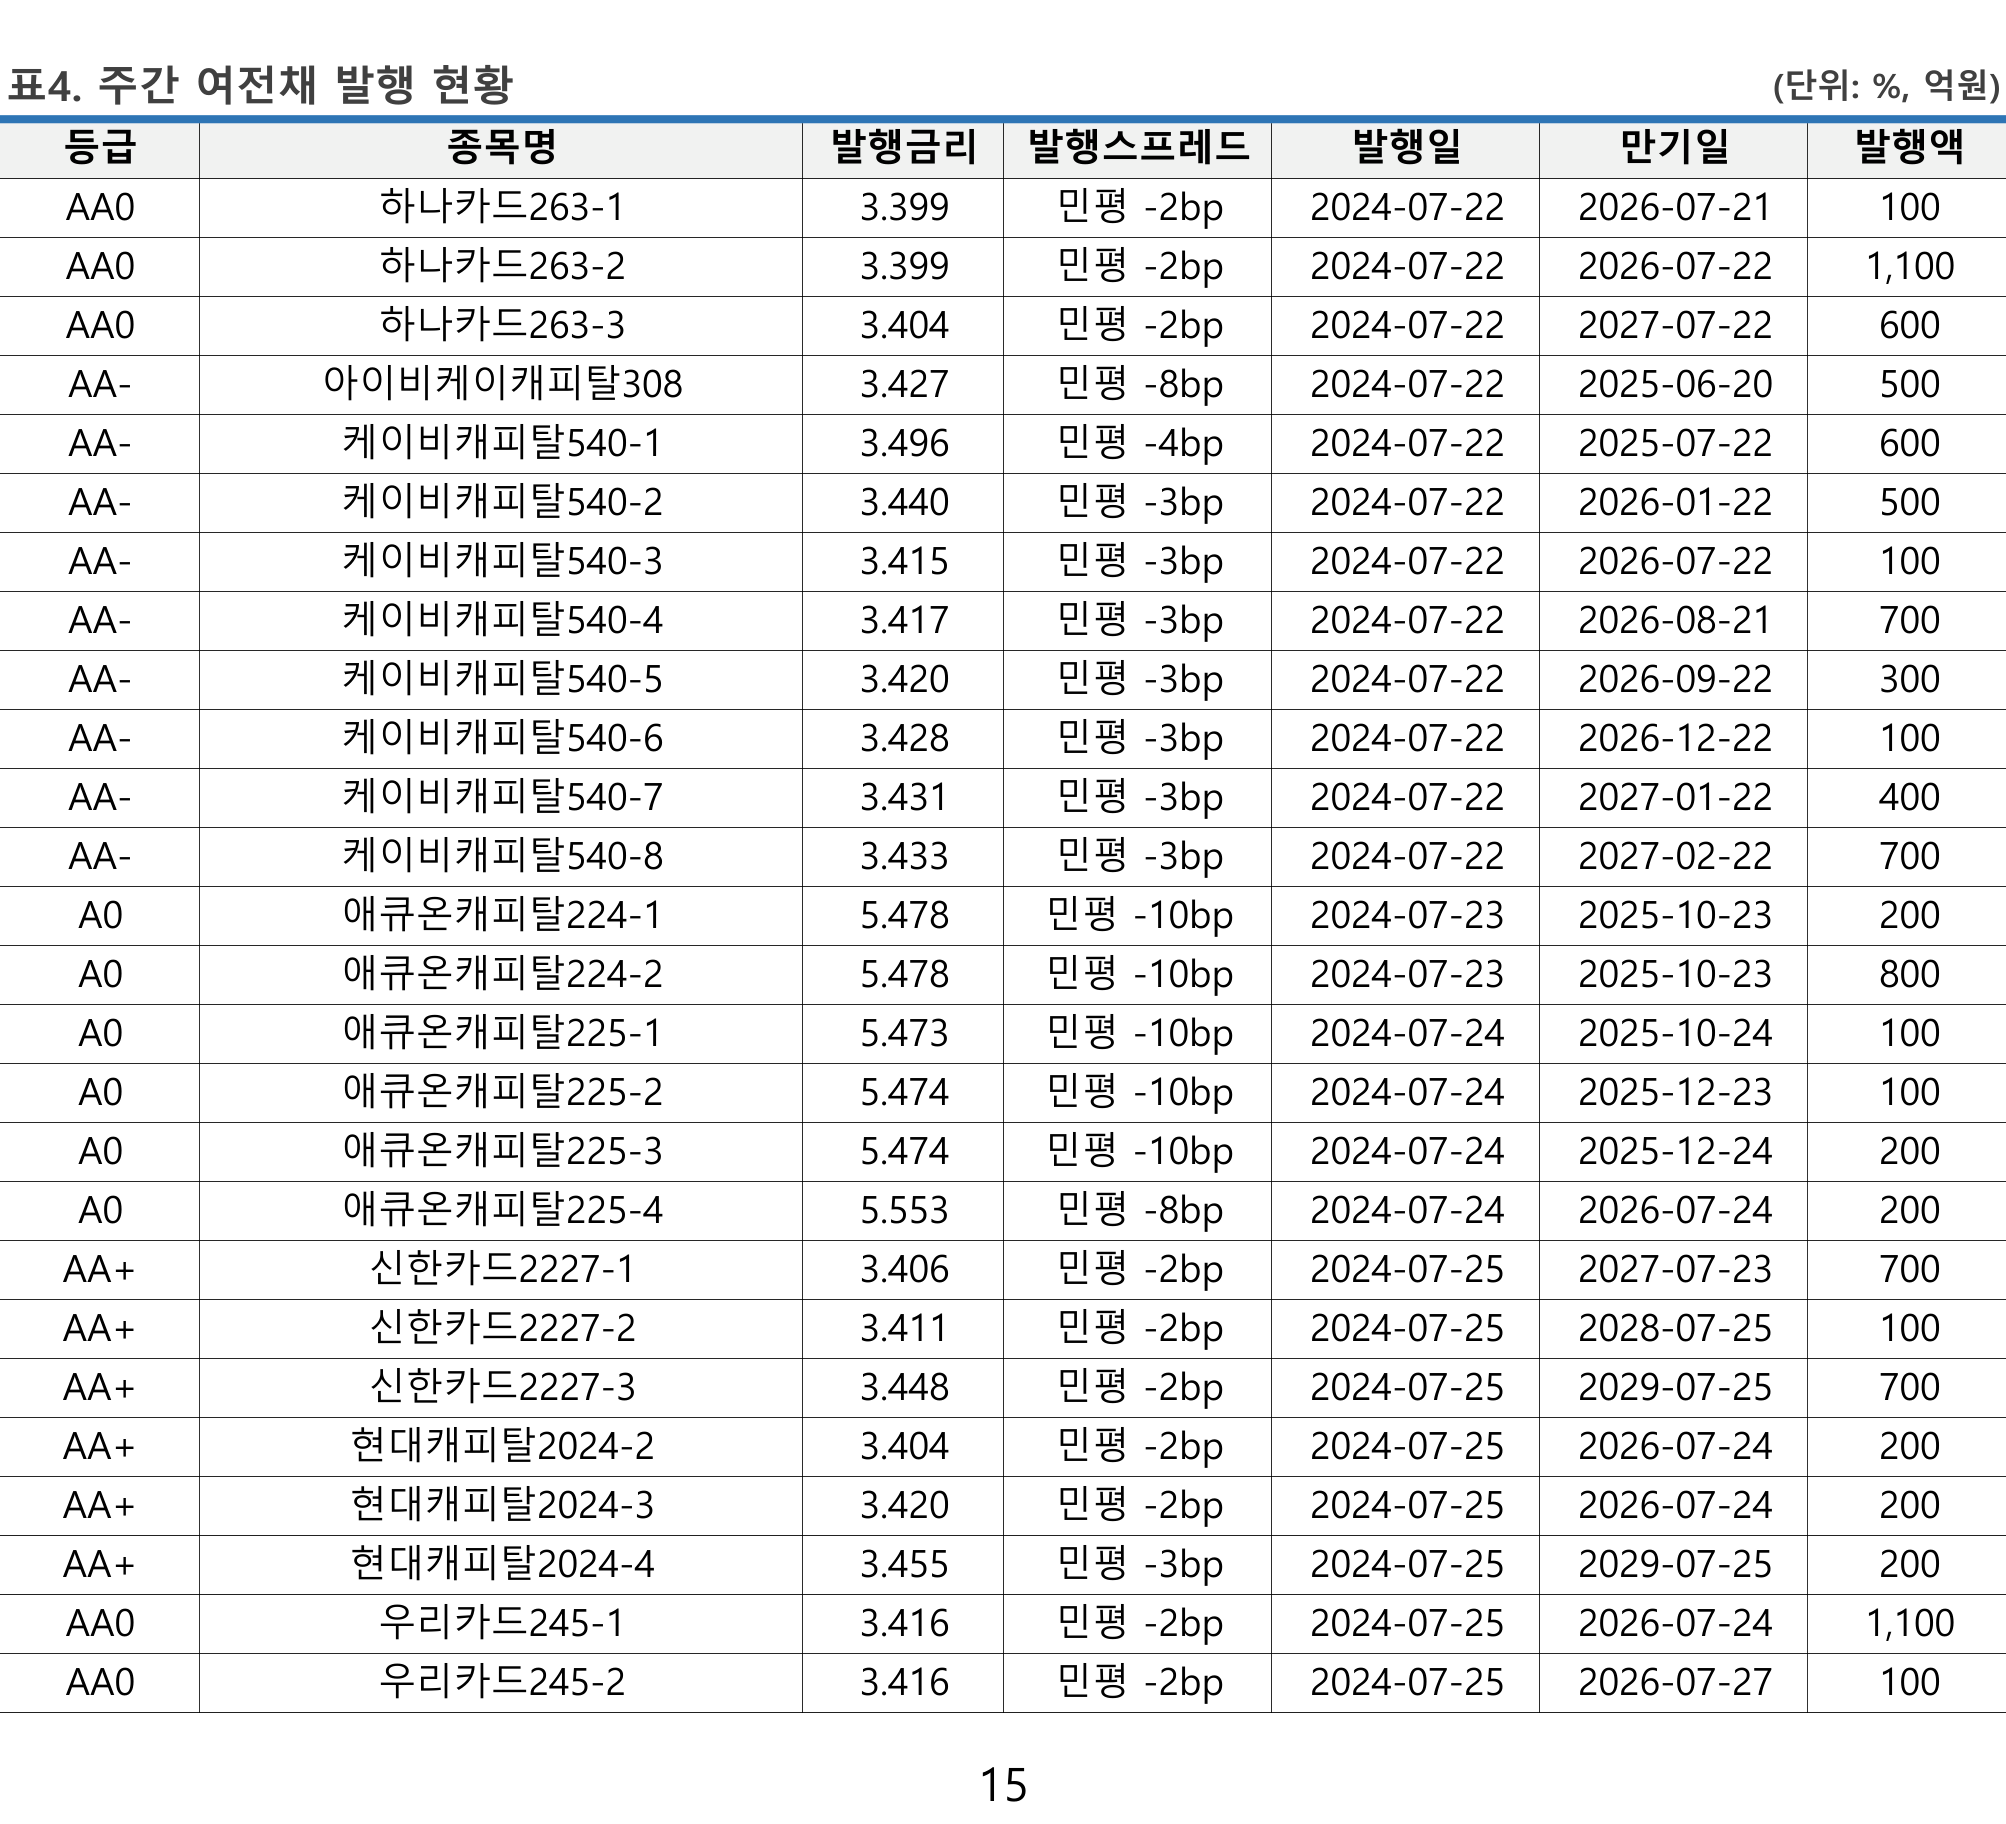 표4. 주간 여전채 발행 현황 (단위: %, 억원)
등급 종목명 발행금리 발행스프레드 발행일 만기일 발행액
AA0 하나카드263-1 3.399 민평 -2bp 2024-07-22 2026-07-21 100
AA0 하나카드263-2 3.399 민평 -2bp 2024-07-22 2026-07-22 1,100
AA0 하나카드263-3 3.404 민평 -2bp 2024-07-22 2027-07-22 600
AA- 아이비케이캐피탈308 3.427 민평 -8bp 2024-07-22 2025-06-20 500
AA- 케이비캐피탈540-1 3.496 민평 -4bp 2024-07-22 2025-07-22 600
AA- 케이비캐피탈540-2 3.440 민평 -3bp 2024-07-22 2026-01-22 500
AA- 케이비캐피탈540-3 3.415 민평 -3bp 2024-07-22 2026-07-22 100
AA- 케이비캐피탈540-4 3.417 민평 -3bp 2024-07-22 2026-08-21 700
AA- 케이비캐피탈540-5 3.420 민평 -3bp 2024-07-22 2026-09-22 300
AA- 케이비캐피탈540-6 3.428 민평 -3bp 2024-07-22 2026-12-22 100
AA- 케이비캐피탈540-7 3.431 민평 -3bp 2024-07-22 2027-01-22 400
AA- 케이비캐피탈540-8 3.433 민평 -3bp 2024-07-22 2027-02-22 700
A0 애큐온캐피탈224-1 5.478 민평 -10bp 2024-07-23 2025-10-23 200
A0 애큐온캐피탈224-2 5.478 민평 -10bp 2024-07-23 2025-10-23 800
A0 애큐온캐피탈225-1 5.473 민평 -10bp 2024-07-24 2025-10-24 100
A0 애큐온캐피탈225-2 5.474 민평 -10bp 2024-07-24 2025-12-23 100
A0 애큐온캐피탈225-3 5.474 민평 -10bp 2024-07-24 2025-12-24 200
A0 애큐온캐피탈225-4 5.553 민평 -8bp 2024-07-24 2026-07-24 200
AA+ 신한카드2227-1 3.406 민평 -2bp 2024-07-25 2027-07-23 700
AA+ 신한카드2227-2 3.411 민평 -2bp 2024-07-25 2028-07-25 100
AA+ 신한카드2227-3 3.448 민평 -2bp 2024-07-25 2029-07-25 700
AA+ 현대캐피탈2024-2 3.404 민평 -2bp 2024-07-25 2026-07-24 200
AA+ 현대캐피탈2024-3 3.420 민평 -2bp 2024-07-25 2026-07-24 200
AA+ 현대캐피탈2024-4 3.455 민평 -3bp 2024-07-25 2029-07-25 200
AA0 우리카드245-1 3.416 민평 -2bp 2024-07-25 2026-07-24 1,100
AA0 우리카드245-2 3.416 민평 -2bp 2024-07-25 2026-07-27 100
15